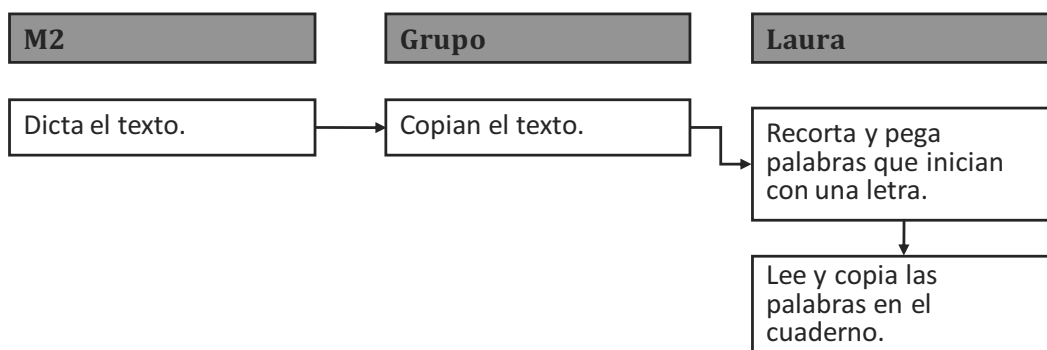 M2
Grupo
Laura
Dicta el texto.
Copian el texto.
Recorta y pega
palabras que inician
con una letra.
Lee y copia las
palabras en el
cuaderno.